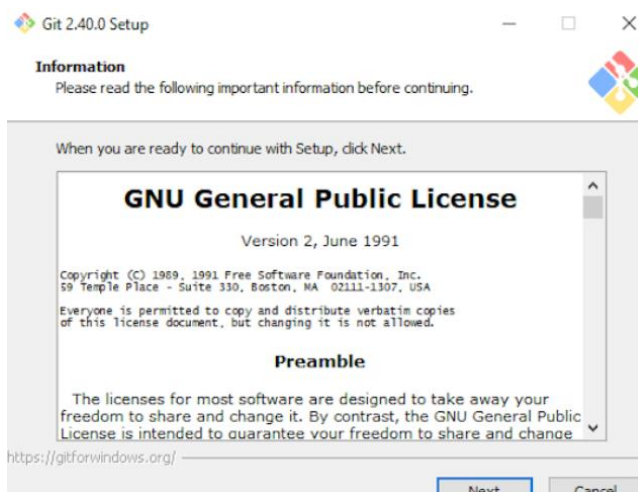 Git 2.40.0 Setup
Information
Please read the following important information before continuing.
When you are ready to continue with Setup, click Next.
GNU General Public License
Version 2, June 1991
Copyright (C) 1989, 1991 Free Software Foundation, Inc.
59 Temple Place - Suite 330, Boston, MA  02111-1307, USA
Everyone is permitted to copy and distribute verbatim copies
of this license document, but changing it is not allowed.
Preamble
The licenses for most software are designed to take away your
freedom to share and change it. By contrast, the GNU General Public
License is intended to guarantee your freedom to share and change
https://gitforwindows.org/
Next
Cancel